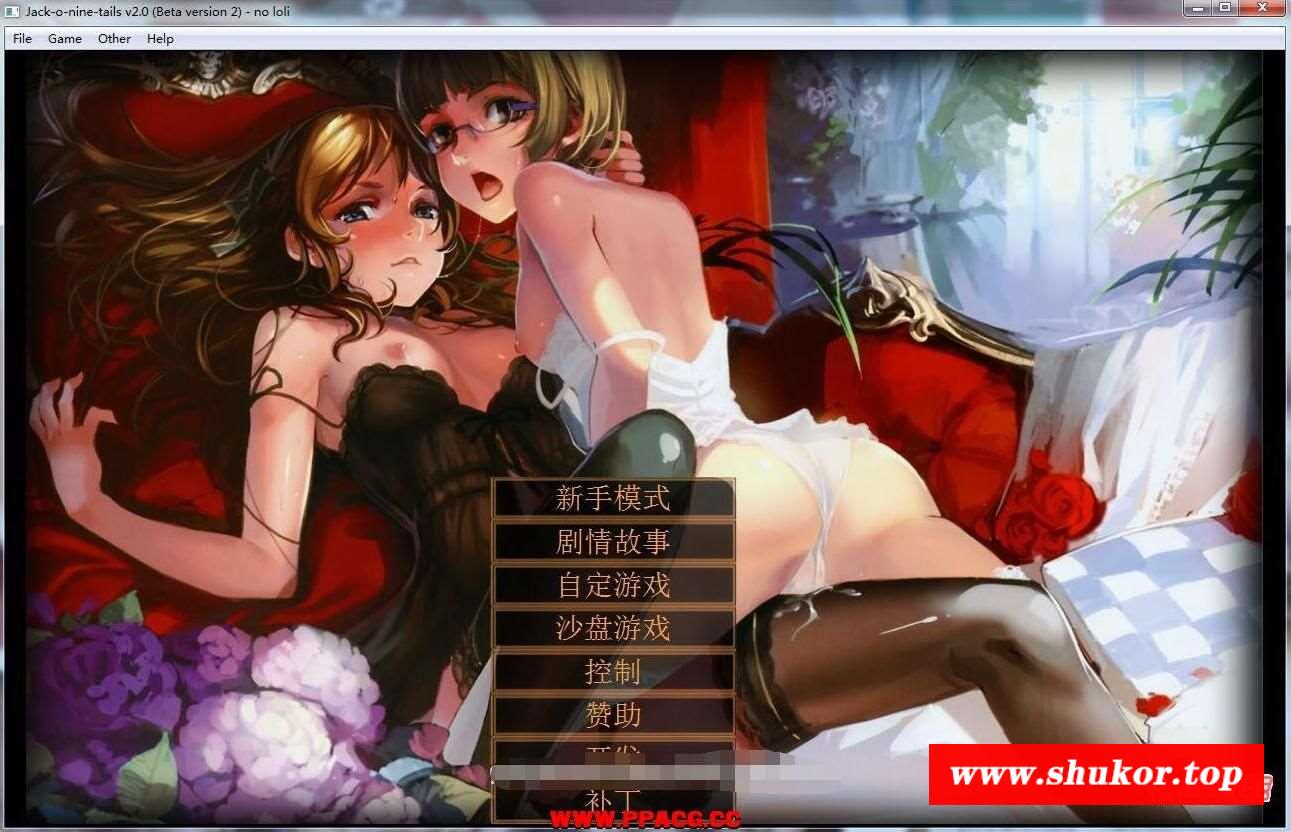 Jack-o-nine-tails v2.0 (Beta version 2) - no loli
File Game Other Help
新手模式
剧情故事
自定游戏
沙盘游戏
控制
赞助
补丁
www.shukor.top
WWW.PPACG.CC